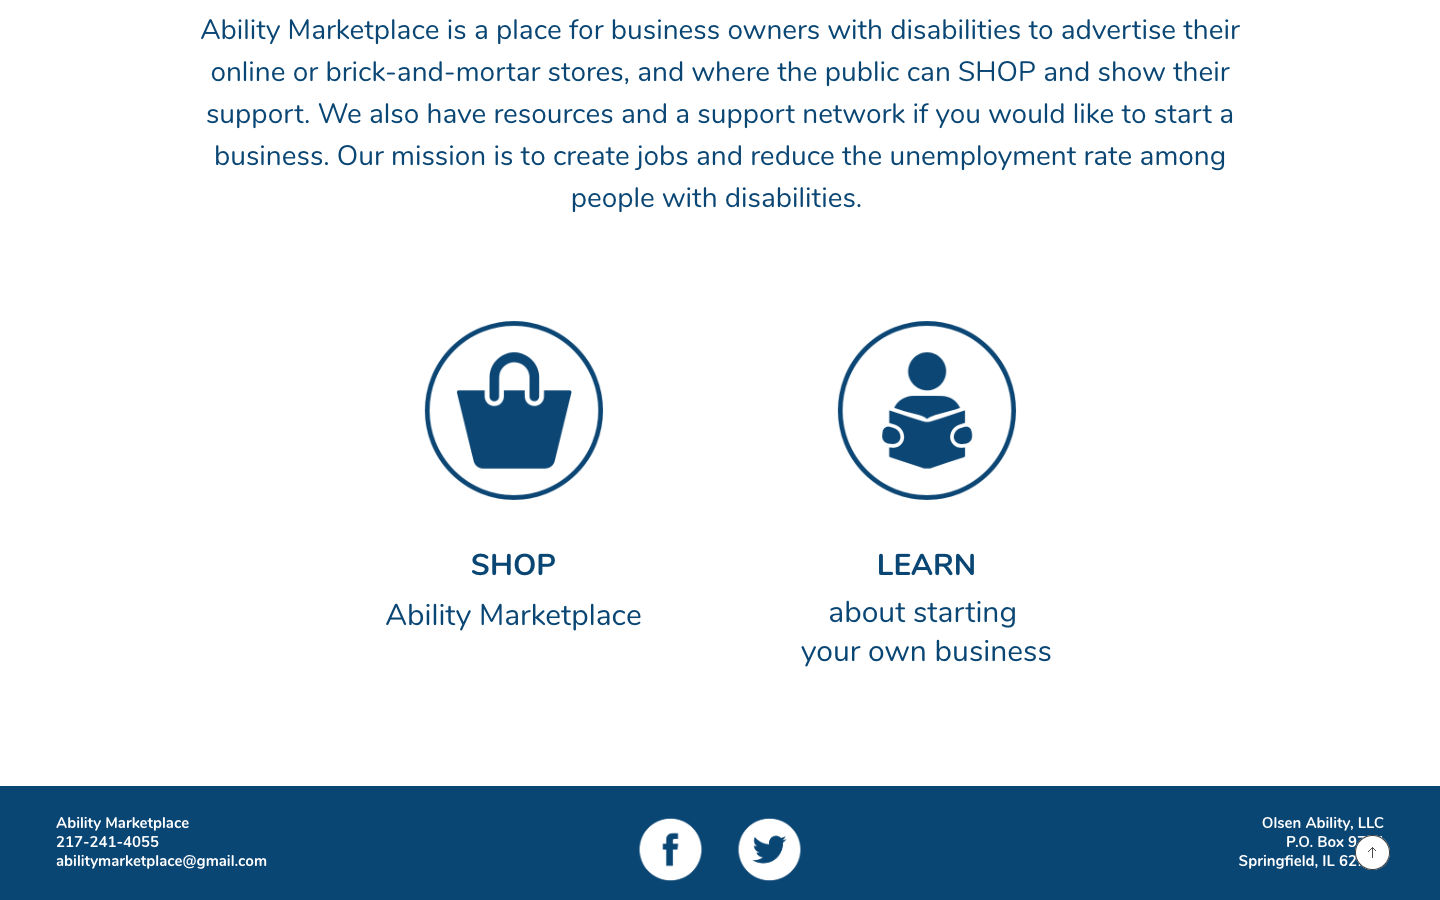 Ability Marketplace is a place for business owners with disabilities to advertise their
online or brick-and-mortar stores, and where the public can SHOP and show their
support. We also have resources and a support network if you would like to start a
business. Our mission is to create jobs and reduce the unemployment rate among
people with disabilities.
SHOP
Ability Marketplace
LEARN
about starting
your own business
Ability Marketplace
217-241-4055
abilitymarketplace@gmail.com
Olsen Ability, LLC
P.O. Box
Springfield, IL